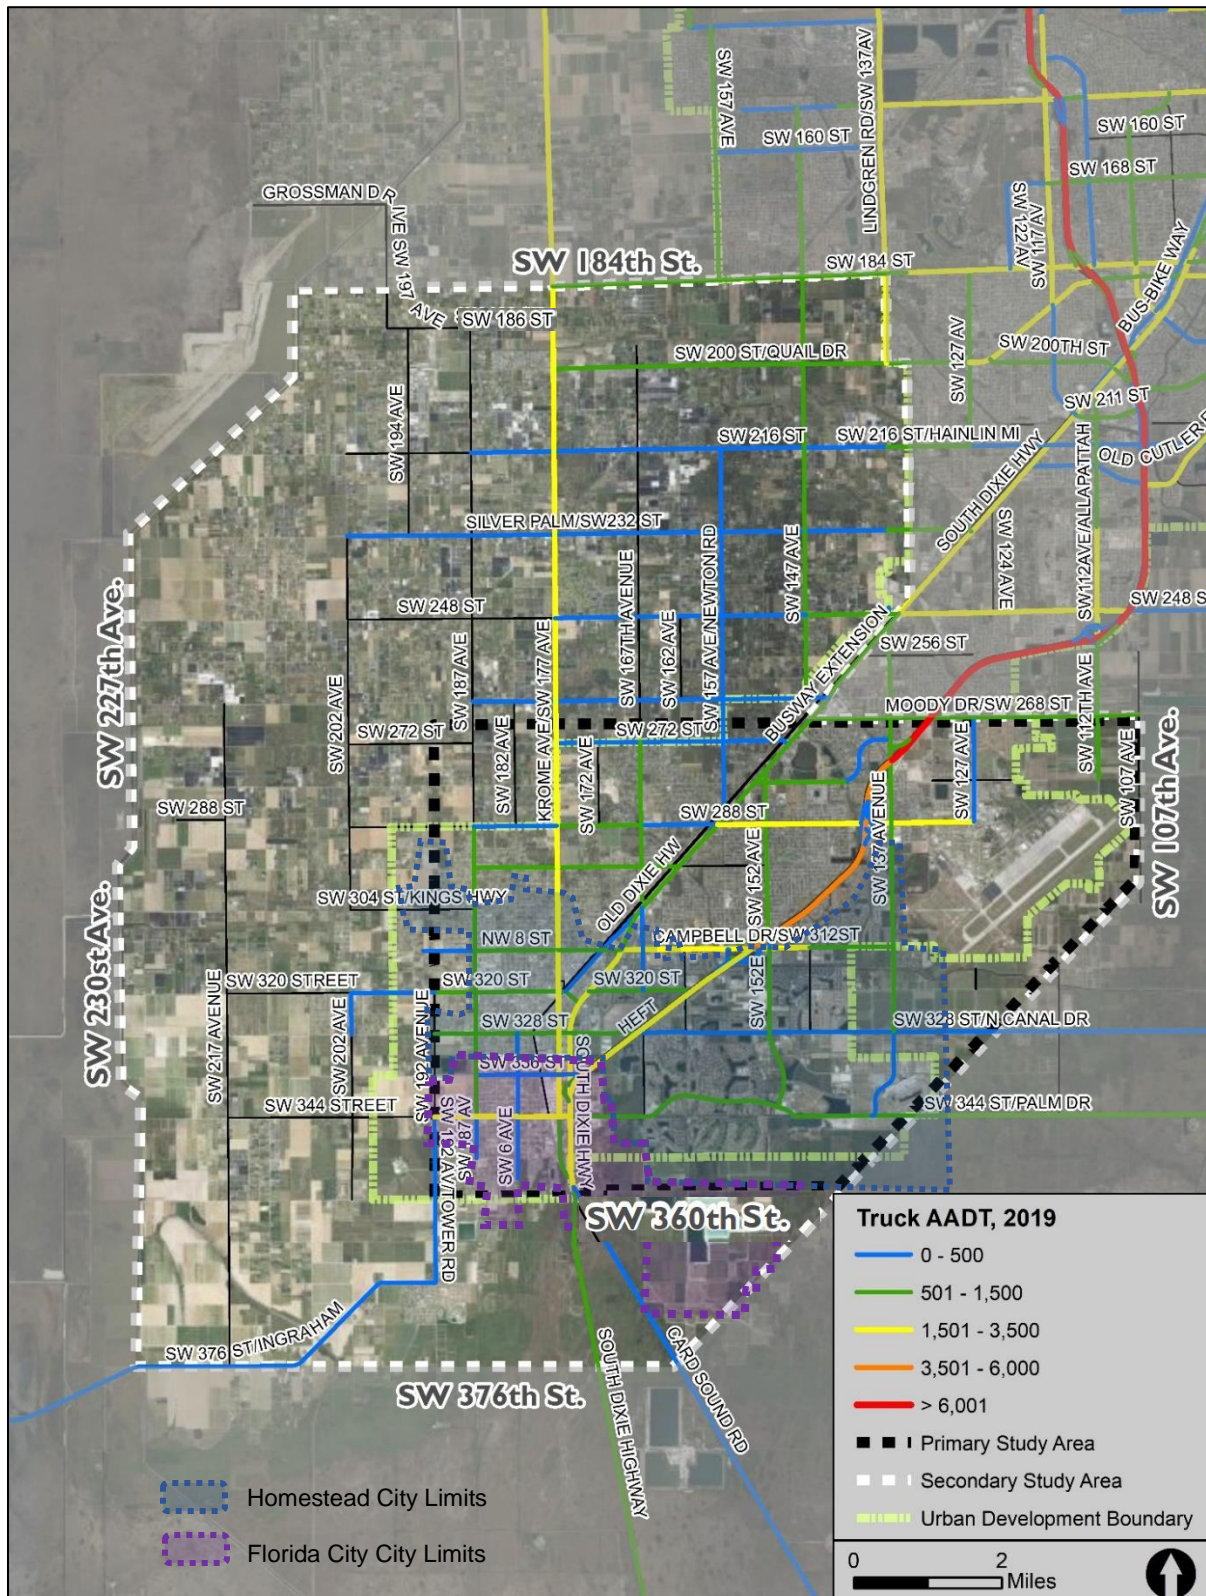 SW 157 AVE
LINDGREN RD/SW 137AV
SW 160 ST
SW 160 ST
SW 168 ST
SW 122 AV
SW 117 AV
GROSSMAN DRIVE SW 197 AVE
SW 184th St.
SW 184 ST
BUS-BIKE WAY
SW 186 ST
SW 200 ST/QUAIL DR
SW 127 AV
SW 200TH ST
SW 211 ST
SW 194 AVE
SW 216 ST
SW 216 ST/HAINLIN MI
OLD CUTLER
SOUTH DIXIE HWY
SILVER PALM/SW232 ST
SW 167TH AVENUE
SW 162 AVE
SW 157 AVE/NEWTON RD
SW 147 AVE
SW 124 AVE
SW112AVE/ALLAPATTAH
SW 248 ST
SW 248 S
SW 227th Ave.
SW 187 AVE
KROME AVE/SW 177 AVE
BUSWAY EXTENSION
SW 256 ST
SW 202 AVE
SW 272 ST
SW 182 AVE
SW 172 AVE
SW 272 ST
MOODY DR/SW 268 ST
SW 112TH AVE
SW 107 AVE
SW 107th Ave.
SW 127 AVE
SW 288 ST
SW 288 ST
SW 137 AVENUE
SW 152 AVE
OLD DIXIE HW
SW 304 ST/KINGS HWY
NW 8 ST
CAMPBELL DR/SW 312ST
SW 230st Ave.
SW 217 AVENUE
SW 320 STREET
SW 320 ST
SW 320 ST
SW 152E
SW 202 AVE
SW 192 AVENUE
SW 328 ST
HEFT
SW 328 ST/N CANAL DR
SW 336 ST
SOUTH DIXIE HWY
SW 344 STREET
SW 344 ST/PALM DR
SW 192 AV/TOWER RD
SW 187 AV
SW 6 AVE
SW 360th St.
SW 376 ST/INGRAHAM
SW 376th St.
SOUTH DIXIE HIGHWAY
CARD SOUND RD
Homestead City Limits
Florida City City Limits
Truck AADT, 2019
0 - 500
501 - 1,500
1,501 - 3,500
3,501 - 6,000
> 6,001
Primary Study Area
Secondary Study Area
Urban Development Boundary
0 2
Miles